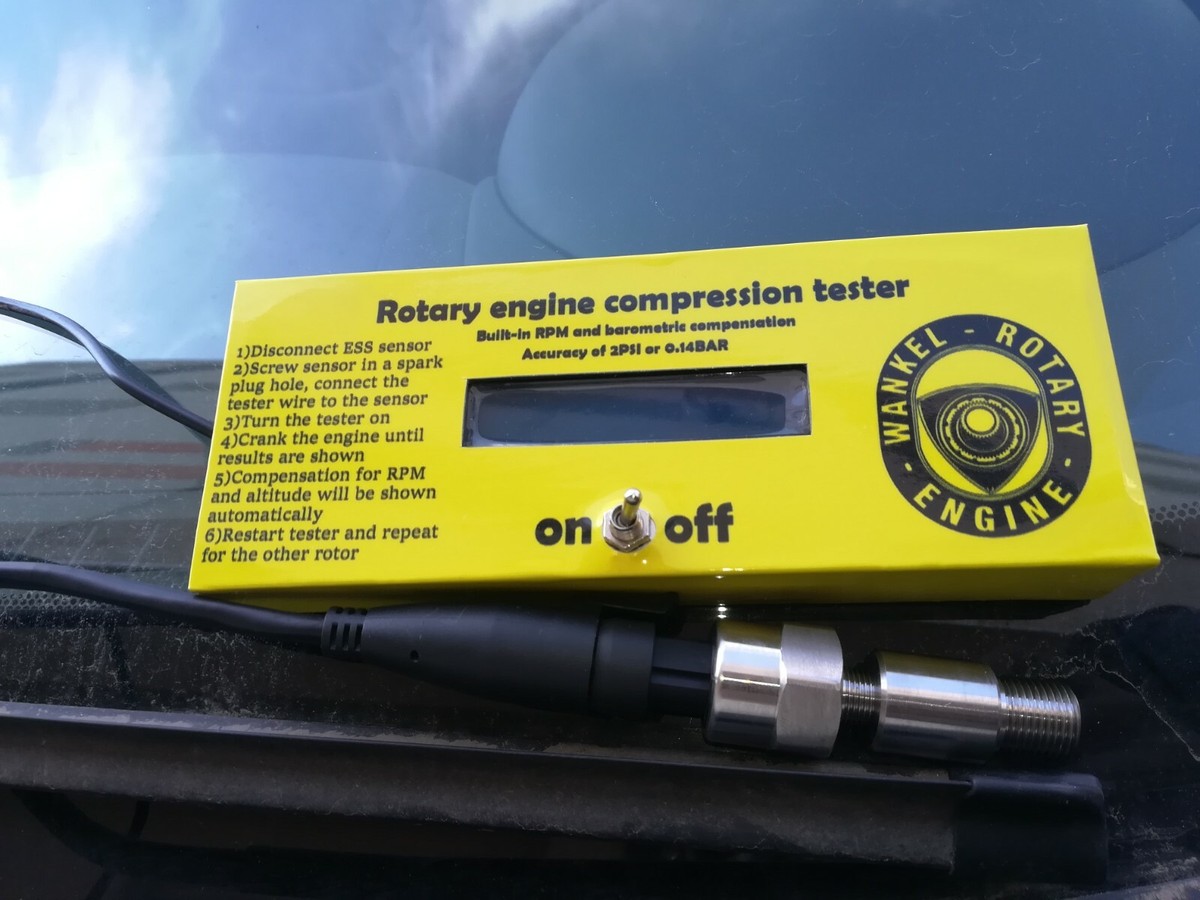 Rotary engine compression tester
Built-in RPM and barometric compensation
Accuracy of 2PSI or 0.14BAR
1)Disconnect ESS sensor
2)Screw sensor in a spark
plug hole, connect the
tester wire to the sensor
3)Turn the tester on
4)Crank the engine until
results are shown
5)Compensation for RPM
and altitude will be shown
automatically
6)Restart tester and repeat
for the other rotor
on off
WANKEL - ROTARY - ENGINE -